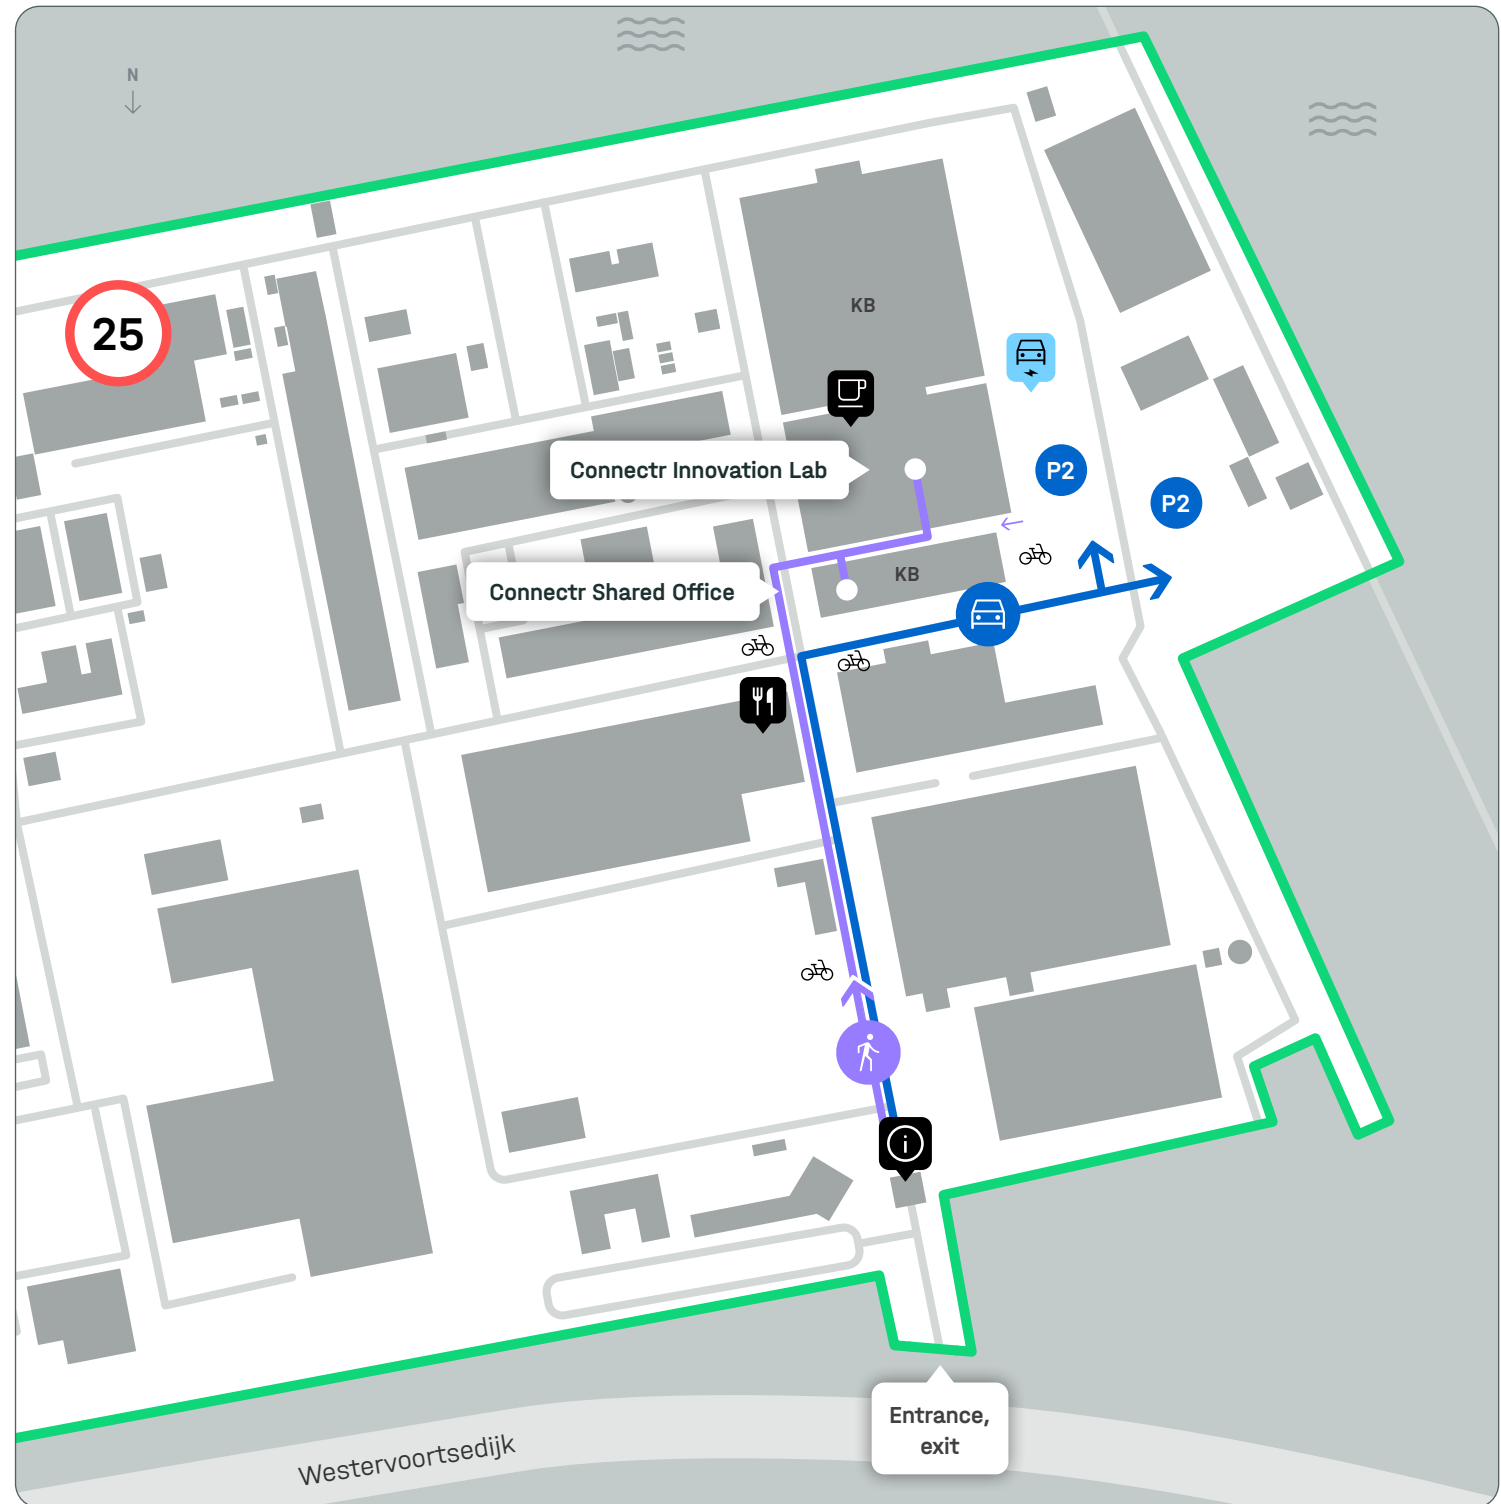 N
25
KB
Connectr Innovation Lab
P2
P2
KB
Connectr Shared Office
i
Entrance,
exit
Westervoortsedijk